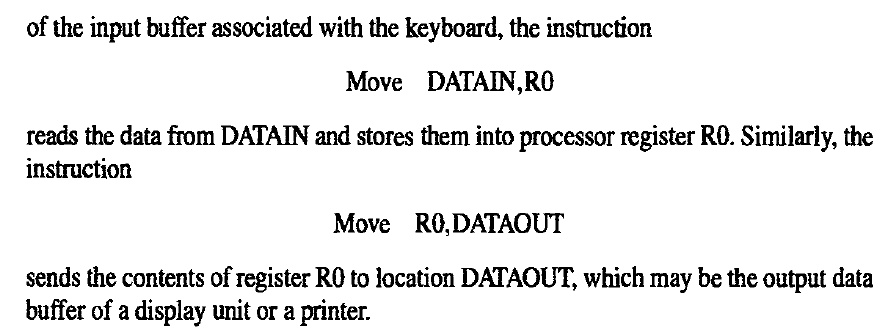 of the input buffer associated with the keyboard, the instruction
Move DATAIN,R0
reads the data from DATAIN and stores them into processor register R0. Similarly, the
instruction
Move R0,DATAOUT
sends the contents of register R0 to location DATAOUT, which may be the output data
buffer of a display unit or a printer.